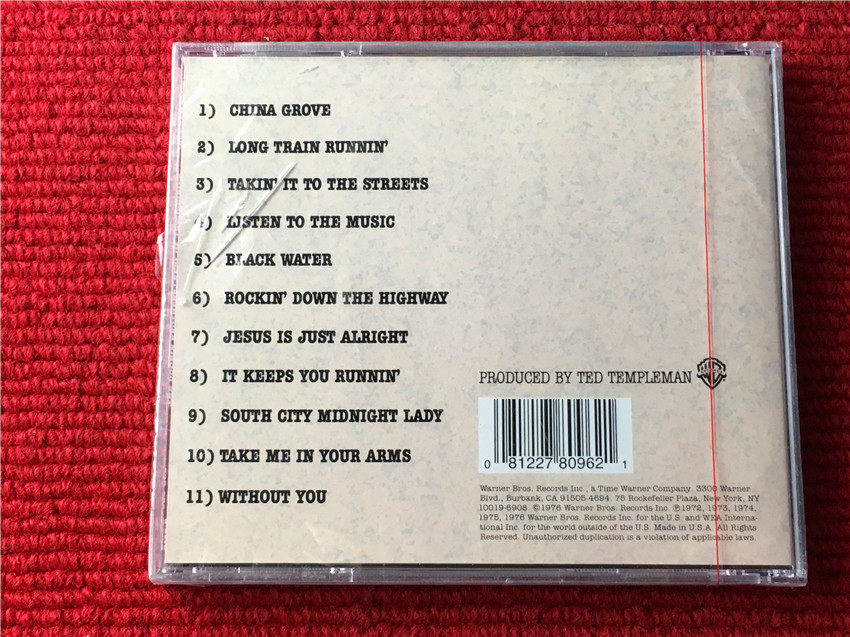 1) CHINA GROVE
2) LONG TRAIN RUNNIN'
3) TAKIN' IT TO THE STREETS
4) LISTEN TO THE MUSIC
5) BLACK WATER
6) ROCKIN' DOWN THE HIGHWAY
7) JESUS IS JUST ALRIGHT
8) IT KEEPS YOU RUNNIN'
9) SOUTH CITY MIDNIGHT LADY
10) TAKE ME IN YOUR ARMS
11) WITHOUT YOU
PRODUCED BY TED TEMPLEMAN
0 81227 80962 1
Warner Bros. Records Inc., a Time Warner Company. 3300 Warner
Blvd., Burbank, CA 91505-4694. 75 Rockefeller Plaza, New York, NY
10019-6908. ©1976 Warner Bros. Records Inc. ℗1972, 1973, 1974,
1975, 1976 Warner Bros. Records Inc. for the U.S. and WEA Interna-
tional Inc. for the world outside of the U.S. Made in U.S.A. All Rights
Reserved. Unauthorized duplication is a violation of applicable laws.